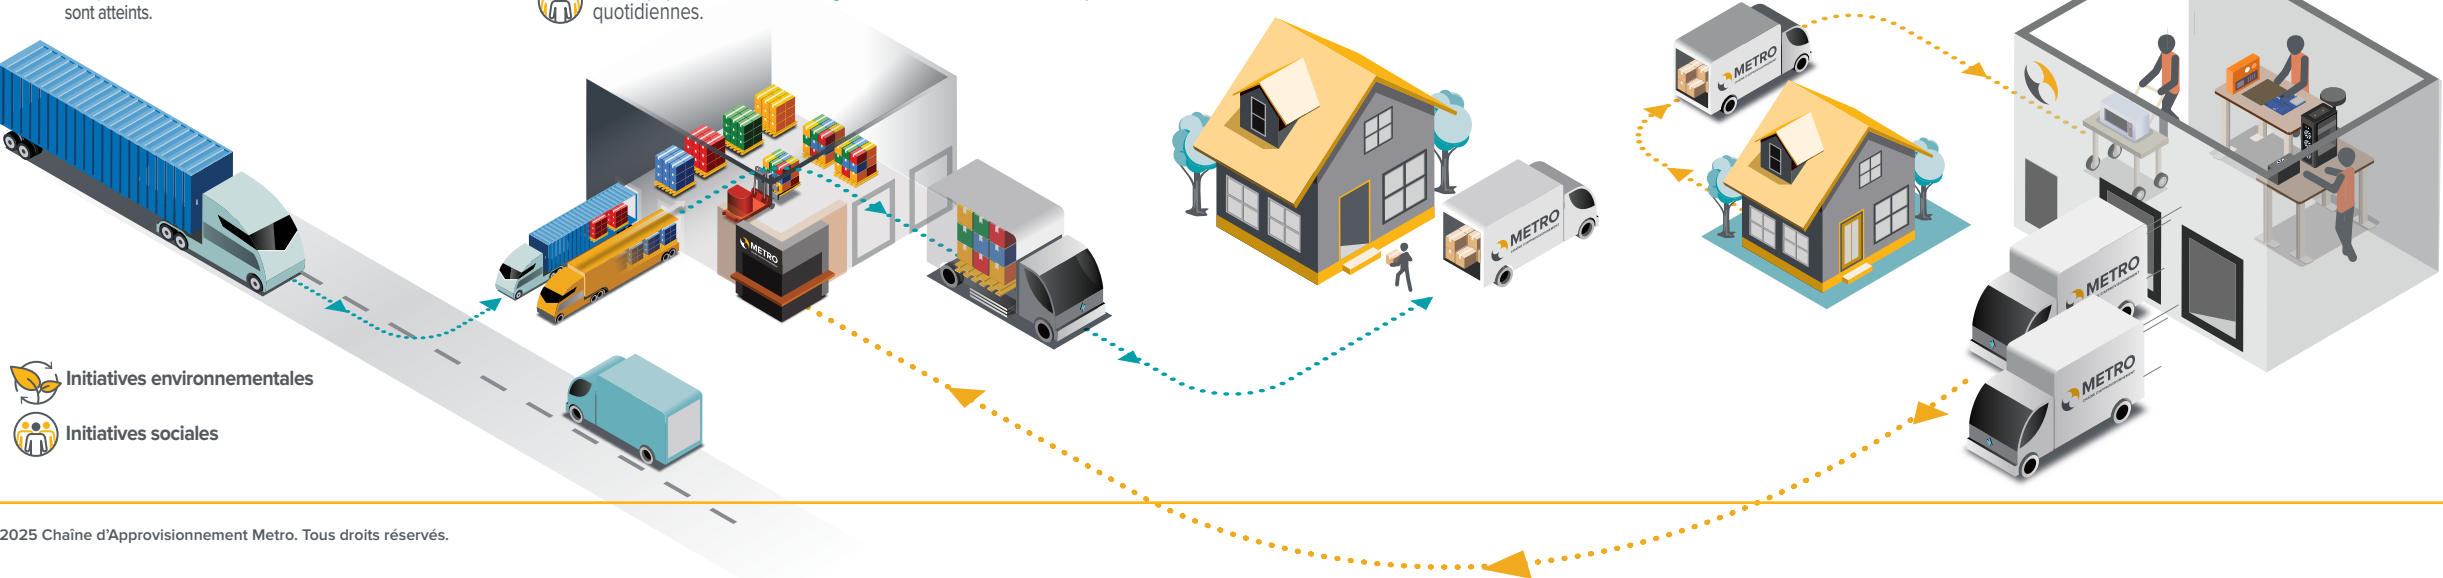 sont atteints.
quotidiennes.
METRO
METRO
METRO
METRO
METRO
Initiatives environnementales
Initiatives sociales
2025 Chaîne d’Approvisionnement Metro. Tous droits réservés.